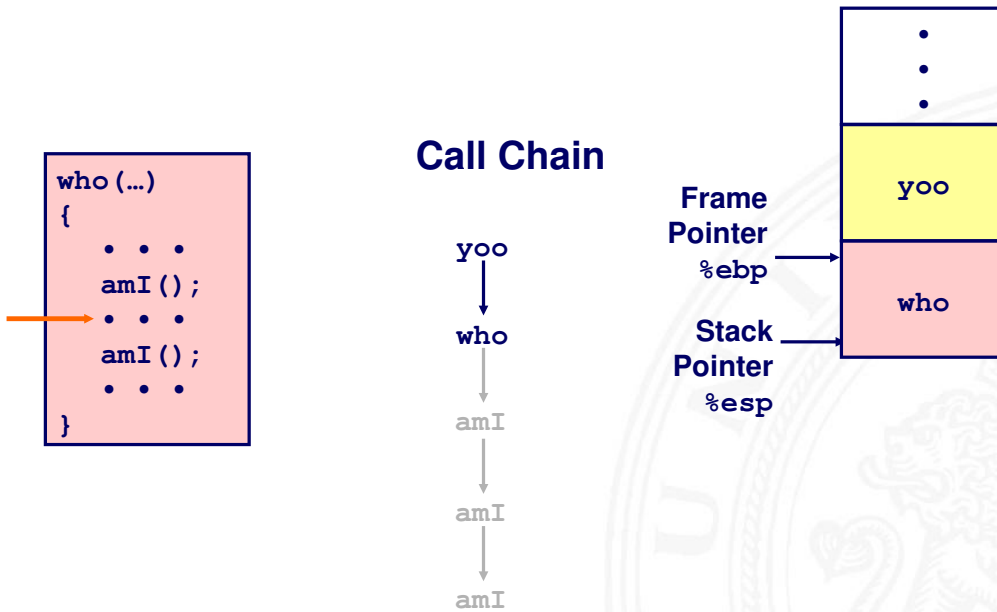 who(…)
{
• • •
amI();
• • •
amI();
• • •
}
Call Chain
yoo
who
amI
amI
amI
Frame
Pointer
%ebp
Stack
Pointer
%esp
•
•
•
yoo
who